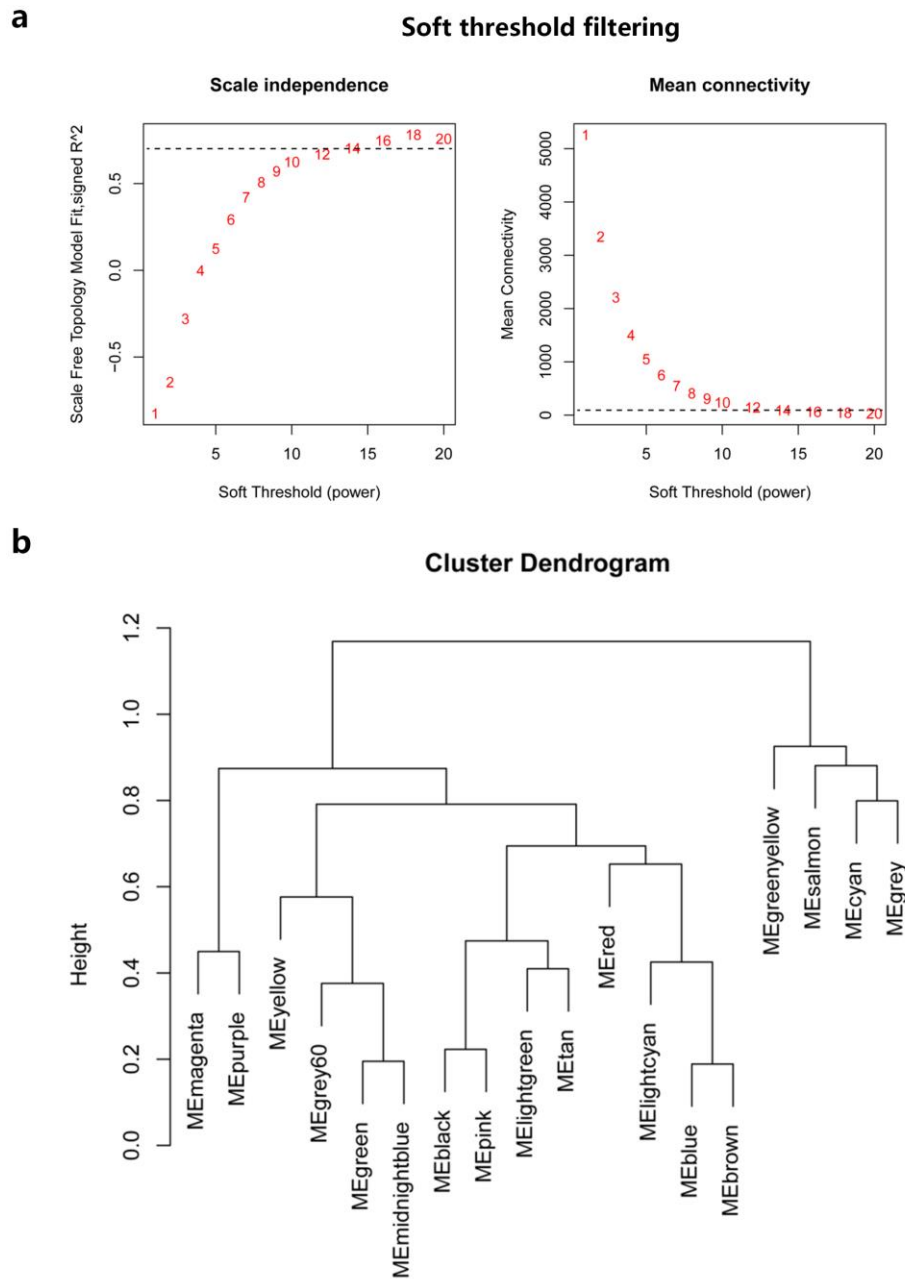 a
Soft threshold filtering
Scale independence
Scale Free Topology Model Fit,signed R^2
0.5
0.0
−0.5
1
2
3
4
5
6
7
8
9
10
12
14
16
18
20
5
10
15
20
Soft Threshold (power)
Mean connectivity
Mean Connectivity
5000
4000
3000
2000
1000
0
1
2
3
4
5
6
7
8
9
10
12
14
16
18
20
5
10
15
20
Soft Threshold (power)
b
Cluster Dendrogram
Height
1.2
1.0
0.8
0.6
0.4
0.2
0.0
MEmagenta
MEpurple
MEyellow
MEgrey60
MEgreen
MEmidnightblue
MEblack
MEpink
MElightgreen
MEtan
MEred
MElightcyan
MEblue
MEbrown
MEgreenyellow
MEsalmon
MEcyan
MEgrey